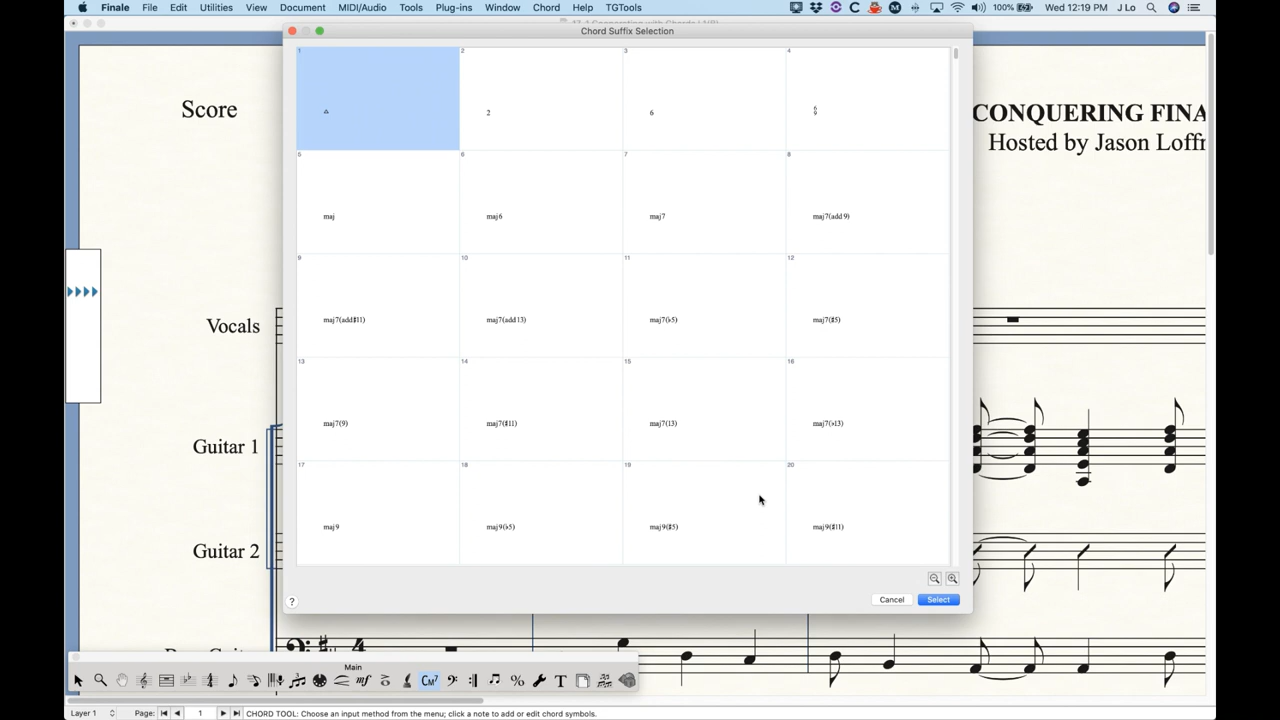 Finale File Edit Utilities View Document MIDI/Audio Tools Plug-ins Window Chord Help TGTools 100% Wed 12:19 PM J Lo
Chord Suffix Selection
Score
CONQUERING FINA
Hosted by Jason Loffr
1 2 3 4
△ 2 6 6
9
5 6 7 8
maj maj6 maj7 maj7(add9)
9 10 11 12
maj7(add♯11) maj7(add13) maj7(♭5) maj7(♯5)
13 14 15 16
maj7(9) maj7(♯11) maj7(13) maj7(♭13)
17 18 19 20
maj9 maj9(♭5) maj9(♯5) maj9(♯11)
Vocals
Guitar 1
Guitar 2
? Cancel Select
Main
CM7
Layer 1 Page: 1 CHORD TOOL: Choose an input method from the menu; click a note to add or edit chord symbols.